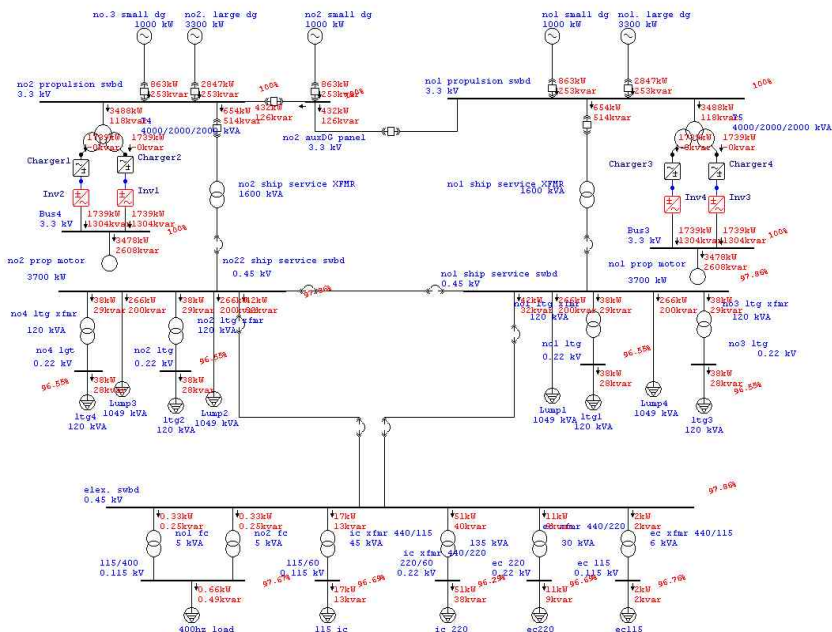 no.3 small dg
1000 kW
no2. large dg
3300 kW
no2 small dg
1000 kW
no1 small dg
1000 kW
no1. large dg
3300 kW
863kW
253kvar
2847kW
253kvar
100%
863kW
253kvar
863kW
253kvar
2847kW
253kvar
100%
no2 propulsion swbd
3.3 kV
no1 propulsion swbd
3.3 kV
3488kW
118kvar
654kW
514kvar
432kW
126kvar
432kW
126kvar
no2 auxDG panel
3.3 kV
654kW
514kvar
3488kW
118kvar
T4
4000/2000/2000 kVA
T5
4000/2000/2000 kVA
1739kW
-0kvar
1739kW
-0kvar
1739kW
-0kvar
1739kW
-0kvar
Charger1
Charger2
Charger3
Charger4
Inv2
Inv1
Inv4
Inv3
no2 ship service XFMR
1600 kVA
no1 ship service XFMR
1600 kVA
Bus4
3.3 kV
1739kW
1304kvar
1739kW
1304kvar
100%
Bus3
3.3 kV
1739kW
1304kvar
1739kW
1304kvar
100%
3478kW
2608kvar
3478kW
2608kvar
no2 prop motor
3700 kW
no1 prop motor
3700 kW
no22 ship service swbd
0.45 kV
no1 ship service swbd
0.45 kV
97.86%
97.86%
38kW
29kvar
266kW
200kvar
38kW
29kvar
266kW
200kvar
42kW
42kW
32kvar
266kW
200kvar
38kW
29kvar
266kW
200kvar
38kW
29kvar
no4 ltg xfmr
120 kVA
no2 ltg xfmr
120 kVA
no1 ltg xfmr
120 kVA
no3 ltg xfmr
120 kVA
no4 lgt
0.22 kV
no2 ltg
0.22 kV
no1 ltg
0.22 kV
no3 ltg
0.22 kV
96.55%
96.55%
96.55%
96.55%
38kW
28kvar
38kW
28kvar
38kW
28kvar
38kW
28kvar
Lump3
1049 kVA
Lump2
1049 kVA
Lump1
1049 kVA
Lump4
1049 kVA
ltg4
120 kVA
ltg2
120 kVA
ltg1
120 kVA
ltg3
120 kVA
elex. swbd
0.45 kV
97.86%
0.33kW
0.25kvar
0.33kW
0.25kvar
17kW
13kvar
51kW
40kvar
11kW
2kW
2kvar
no1 fc
5 kVA
no2 fc
5 kVA
ic xfmr 440/115
45 kVA
135 kVA
ic xfmr 440/220
ec xfmr 440/220
30 kVA
ec xfmr 440/115
6 kVA
115/400
0.115 kV
115/60
0.115 kV
220/60
0.22 kV
ec 220
0.22 kV
ec 115
0.115 kV
97.67%
96.69%
96.29%
96.69%
96.76%
0.66kW
0.49kvar
17kW
13kvar
51kW
38kvar
11kW
9kvar
2kW
2kvar
400hz load
115 ic
ic 220
ec220
ec115